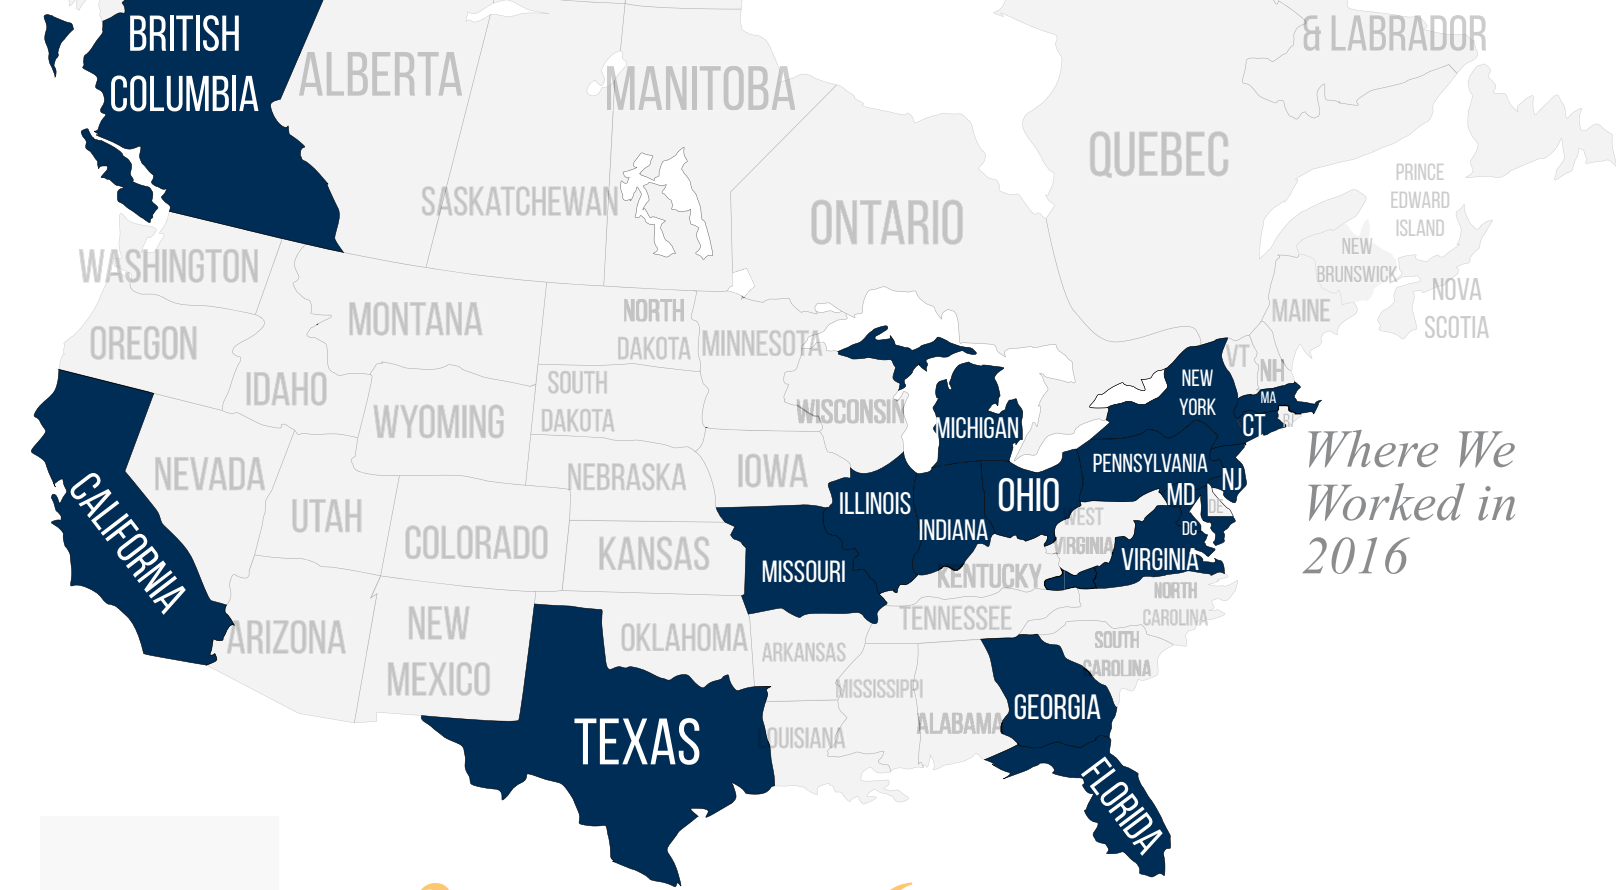 BRITISH
COLUMBIA
ALBERTA
MANITOBA
& LABRADOR
SASKATCHEWAN
ONTARIO
QUEBEC
PRINCE
EDWARD
ISLAND
NEW
BRUNSWICK
NOVA
SCOTIA
MAINE
WASHINGTON
OREGON
MONTANA
IDAHO
WYOMING
NORTH
DAKOTA
SOUTH
DAKOTA
MINNESOTA
WISCONSIN
MICHIGAN
NEW
YORK
VT
NH
MA
CT
RI
Where We
Worked in
2016
CALIFORNIA
NEVADA
UTAH
COLORADO
NEBRASKA
KANSAS
IOWA
ILLINOIS
INDIANA
OHIO
PENNSYLVANIA
NJ
MD
DE
DC
WEST
VIRGINIA
VIRGINIA
MISSOURI
KENTUCKY
TENNESSEE
NORTH
CAROLINA
SOUTH
CAROLINA
ARIZONA
NEW
MEXICO
OKLAHOMA
ARKANSAS
MISSISSIPPI
ALABAMA
GEORGIA
TEXAS
LOUISIANA
FLORIDA